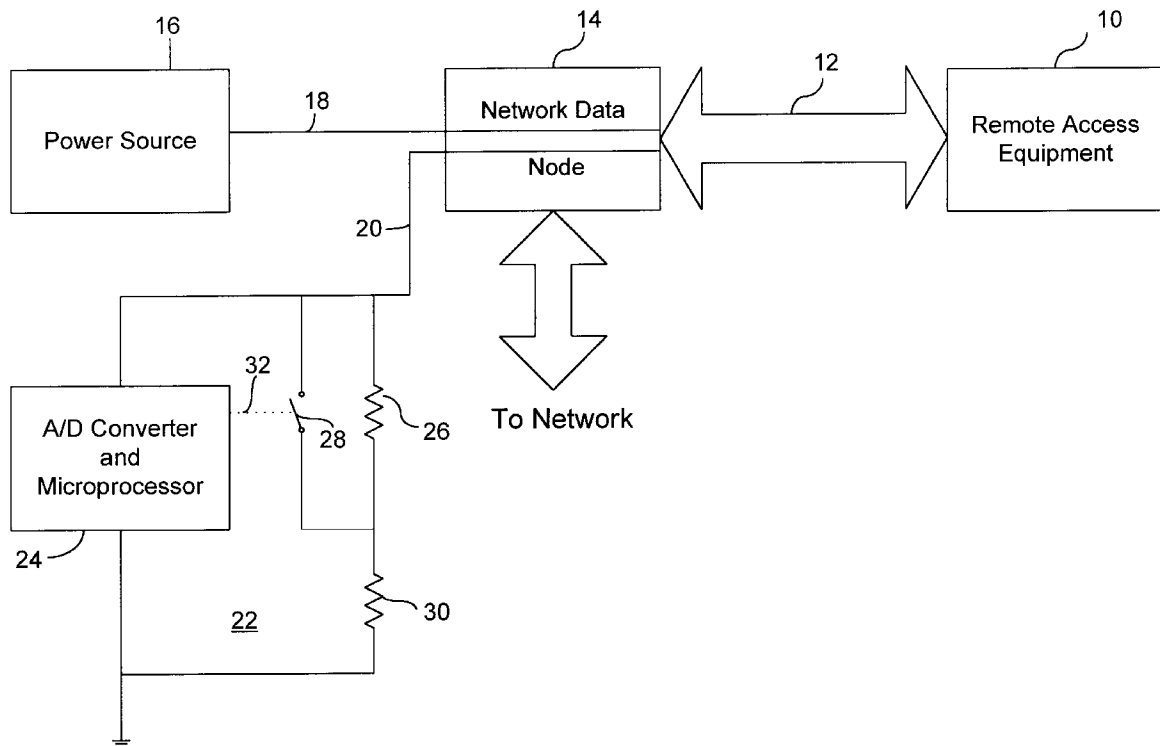 16
14
10
12
18
Power Source
Network Data
Node
Remote Access
Equipment
20
32
28
26
To Network
A/D Converter
and
Microprocessor
24
22
30